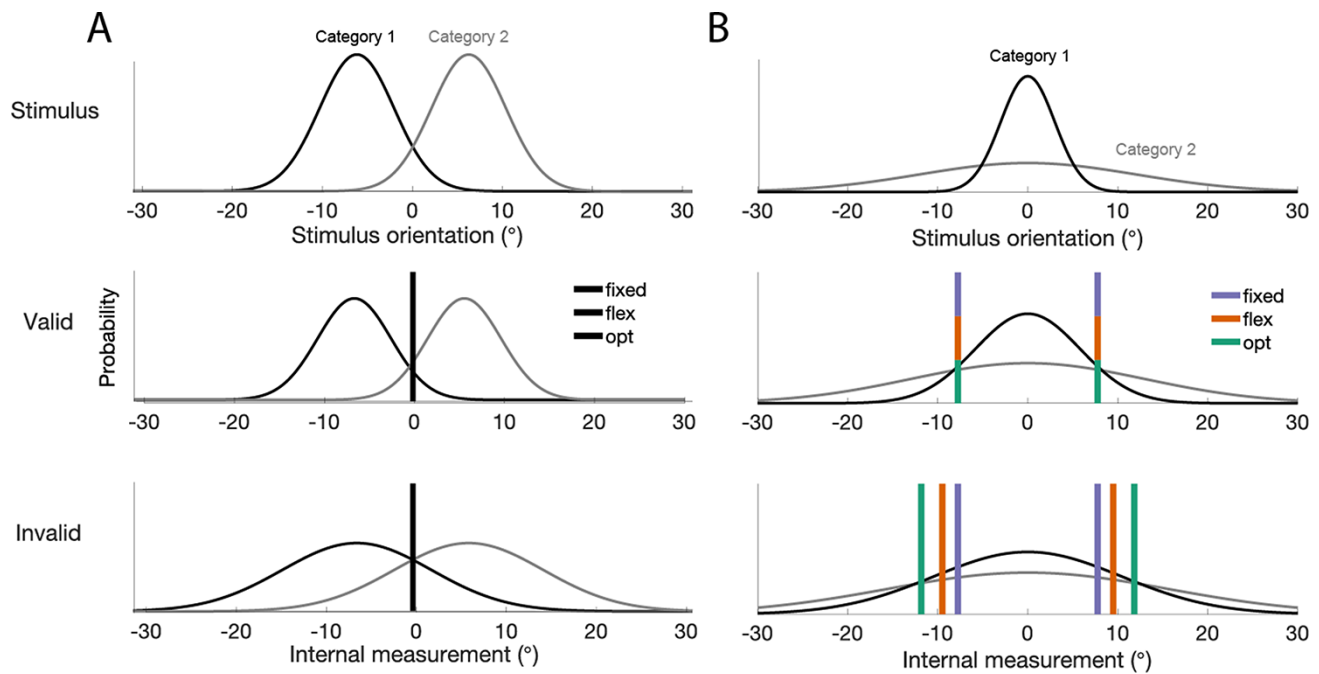 A
Category 1 Category 2
Stimulus
-30 -20 -10 0 10 20 30
Stimulus orientation (°)
Valid
Probability
fixed
flex
opt
-30 -20 -10 0 10 20 30
Invalid
-30 -20 -10 0 10 20 30
Internal measurement (°)
B
Category 1
Category 2
-30 -20 -10 0 10 20 30
Stimulus orientation (°)
fixed
flex
opt
-30 -20 -10 0 10 20 30
-30 -20 -10 0 10 20 30
Internal measurement (°)